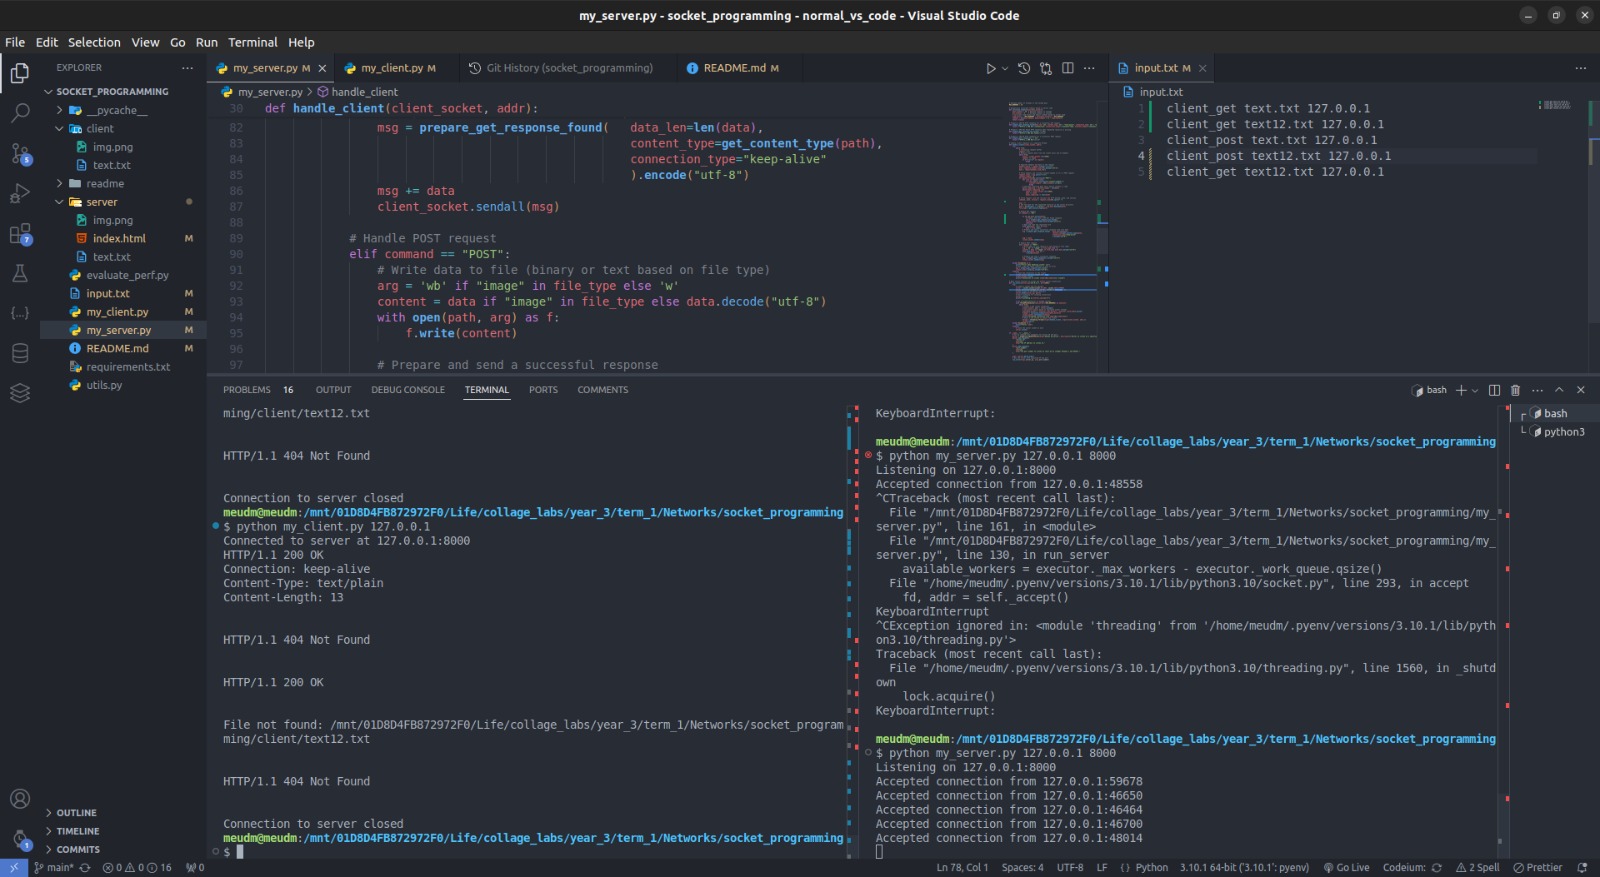 my_server.py - socket_programming - normal_vs_code - Visual Studio Code
File Edit Selection View Go Run Terminal Help
EXPLORER
SOCKET_PROGRAMMING
__pycache__
client
img.png
text.txt
readme
server
img.png
index.html M
text.txt
evaluate_perf.py
input.txt M
my_client.py M
my_server.py M
README.md M
requirements.txt
utils.py
OUTLINE
TIMELINE
COMMITS
my_server.py M my_client.py M Git History (socket_programming) README.md M
my_server.py > handle_client
30 def handle_client(client_socket, addr):
82 msg = prepare_get_response_found( data_len=len(data),
83 content_type=get_content_type(path),
84 connection_type="keep-alive"
85 ).encode("utf-8")
86 msg += data
87 client_socket.sendall(msg)
88
89 # Handle POST request
90 elif command == "POST":
91 # Write data to file (binary or text based on file type)
92 arg = 'wb' if "image" in file_type else 'w'
93 content = data if "image" in file_type else data.decode("utf-8")
94 with open(path, arg) as f:
95 f.write(content)
96
97 # Prepare and send a successful response
input.txt M
input.txt
1 client_get text.txt 127.0.0.1
2 client_get text12.txt 127.0.0.1
3 client_post text.txt 127.0.0.1
4 client_post text12.txt 127.0.0.1
5 client_get text12.txt 127.0.0.1
PROBLEMS 16 OUTPUT DEBUG CONSOLE TERMINAL PORTS COMMENTS
bash
ming/client/text12.txt
HTTP/1.1 404 Not Found
Connection to server closed
meudm@meudm:/mnt/01D8D4FB872972F0/Life/collage_labs/year_3/term_1/Networks/socket_programming
$ python my_client.py 127.0.0.1
Connected to server at 127.0.0.1:8000
HTTP/1.1 200 OK
Connection: keep-alive
Content-Type: text/plain
Content-Length: 13
HTTP/1.1 404 Not Found
HTTP/1.1 200 OK
File not found: /mnt/01D8D4FB872972F0/Life/collage_labs/year_3/term_1/Networks/socket_program
ming/client/text12.txt
HTTP/1.1 404 Not Found
Connection to server closed
meudm@meudm:/mnt/01D8D4FB872972F0/Life/collage_labs/year_3/term_1/Networks/socket_programming
$
KeyboardInterrupt:
meudm@meudm:/mnt/01D8D4FB872972F0/Life/collage_labs/year_3/term_1/Networks/socket_programming
$ python my_server.py 127.0.0.1 8000
Listening on 127.0.0.1:8000
Accepted connection from 127.0.0.1:48558
^CTraceback (most recent call last):
File "/mnt/01D8D4FB872972F0/Life/collage_labs/year_3/term_1/Networks/socket_programming/my_
server.py", line 161, in <module>
File "/mnt/01D8D4FB872972F0/Life/collage_labs/year_3/term_1/Networks/socket_programming/my_
server.py", line 130, in run_server
available_workers = executor._max_workers - executor._work_queue.qsize()
File "/home/meudm/.pyenv/versions/3.10.1/lib/python3.10/socket.py", line 293, in accept
fd, addr = self._accept()
KeyboardInterrupt
^CException ignored in: <module 'threading' from '/home/meudm/.pyenv/versions/3.10.1/lib/pyth
on3.10/threading.py'>
Traceback (most recent call last):
File "/home/meudm/.pyenv/versions/3.10.1/lib/python3.10/threading.py", line 1560, in _shutd
own
lock.acquire()
KeyboardInterrupt:
meudm@meudm:/mnt/01D8D4FB872972F0/Life/collage_labs/year_3/term_1/Networks/socket_programming
$ python my_server.py 127.0.0.1 8000
Listening on 127.0.0.1:8000
Accepted connection from 127.0.0.1:59678
Accepted connection from 127.0.0.1:46650
Accepted connection from 127.0.0.1:46464
Accepted connection from 127.0.0.1:46700
Accepted connection from 127.0.0.1:48014
bash
python3
5
7
1
main* 0 0 16 0 Ln 78, Col 1 Spaces: 4 UTF-8 LF Python 3.10.1 64-bit ('3.10.1': pyenv) Go Live Codeium: 2 Spell Prettier